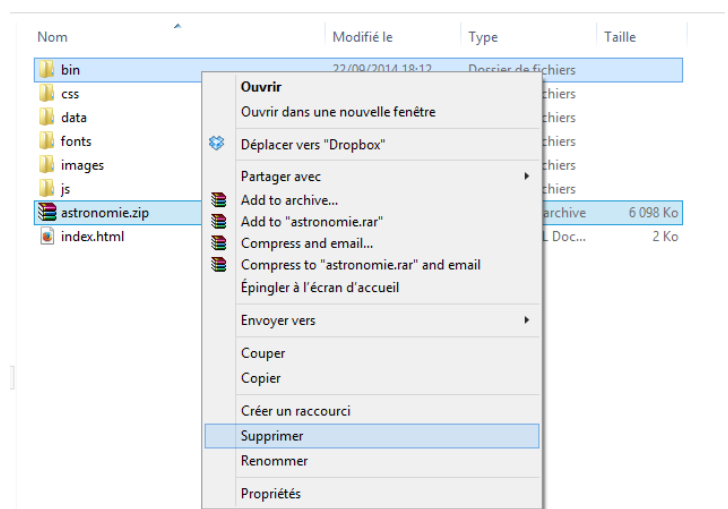 Nom Modifié le Type Taille
bin 22/09/2014 18:12 Dossier de fichiers
css chiers
data chiers
fonts chiers
images chiers
js chiers
astronomie.zip archive 6 098 Ko
index.html L Doc... 2 Ko
Ouvrir
Ouvrir dans une nouvelle fenêtre
Déplacer vers "Dropbox"
Partager avec
Add to archive...
Add to "astronomie.rar"
Compress and email...
Compress to "astronomie.rar" and email
Épingler à l'écran d'accueil
Envoyer vers
Couper
Copier
Créer un raccourci
Supprimer
Renommer
Propriétés